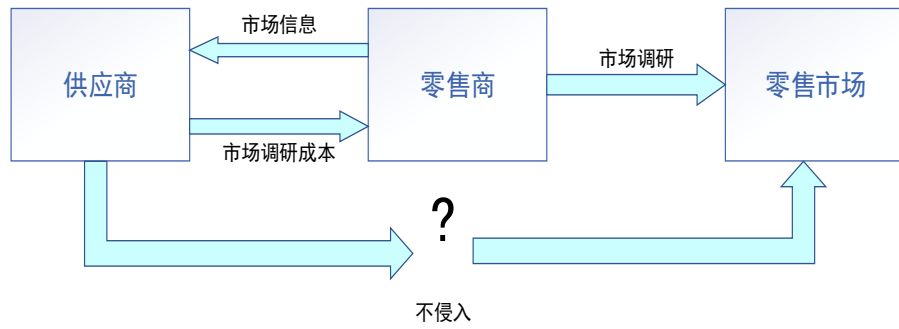 市场信息
供应商
零售商
市场调研
零售市场
市场调研成本
?
不侵入